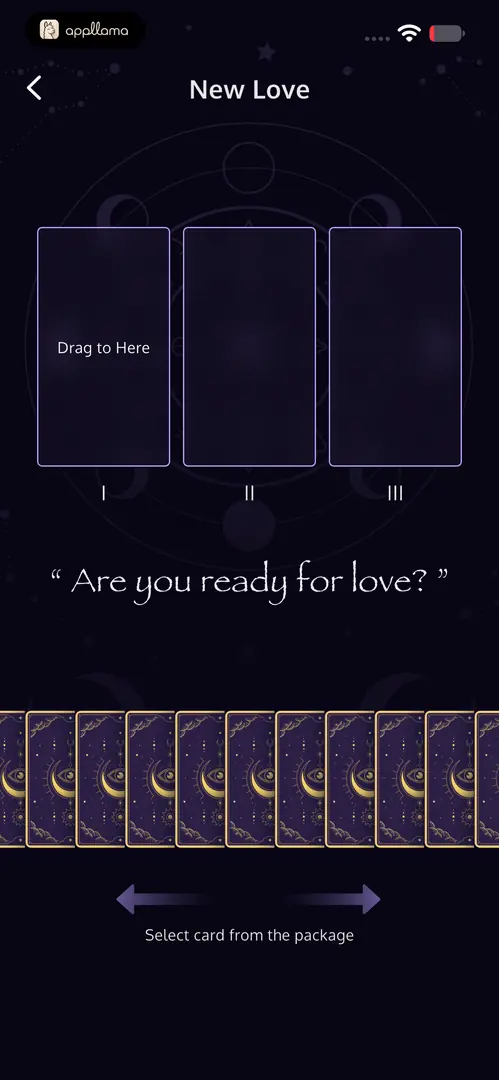 appllama
New Love
Drag to Here
I
II
III
“ Are you ready for love? ”
Select card from the package